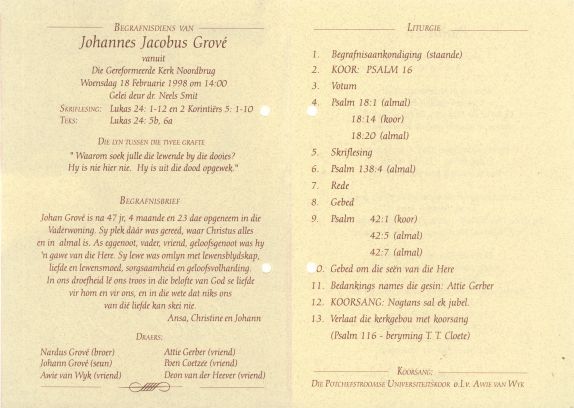 BEGRAFNISDIENS VAN
Johannes Jacobus Grové
vanuit
Die Gereformeerde Kerk Noordbrug
Woensdag 18 Februarie 1998 om 14:00
Gelei deur dr. Neels Smit
SKRIFLESING: Lukas 24: 1-12 en 2 Korintiërs 5: 1-10
TEKS: Lukas 24: 5b, 6a
DIE LYN TUSSEN DIE TWEE GRAFTE
" Waarom soek julle die lewende by die dooies?
Hy is nie hier nie. Hy is uit die dood opgewek."
BEGRAFNISBRIEF
Johan Grové is na 47 jr, 4 maande en 23 dae opgeneem in die
Vaderwoning. Sy plek dáár was gereed, waar Christus alles
en in almal is. As eggenoot, vader, vriend, geloofsgenoot was hy
'n gawe van die Here. Sy lewe was omlyn met lewensblydskap,
liefde en lewensmoed, sorgsaamheid en geloofsvolharding.
In ons droefheid lê ons troos in die belofte van God se liefde
vir hom en vir ons, en in die wete dat niks ons
van dié liefde kan skei nie.
Ansa, Christine en Johann
DRAERS:
Nardus Grové (broer) Attie Gerber (vriend)
Johann Grové (seun) Poen Coetzée (vriend)
Awie van Wyk (vriend) Deon van der Heever (vriend)
LITURGIE
1. Begrafnisaankondiging (staande)
2. KOOR: PSALM 16
3. Votum
4. Psalm 18:1 (almal)
18:14 (koor)
18:20 (almal)
5. Skriflesing
6. Psalm 138:4 (almal)
7. Rede
8. Gebed
9. Psalm 42:1 (koor)
42:5 (almal)
42:7 (almal)
10. Gebed om die seën van die Here
11. Bedankings names die gesin: Attie Gerber
12. KOORSANG: Nogtans sal ek jubel.
13. Verlaat die kerkgebou met koorsang
(Psalm 116 - beryming T. T. Cloete)
KOORSANG:
DIE POTCHEFSTROOMSE UNIVERSITEITSKOOR o.l.v. AWIE VAN WYK